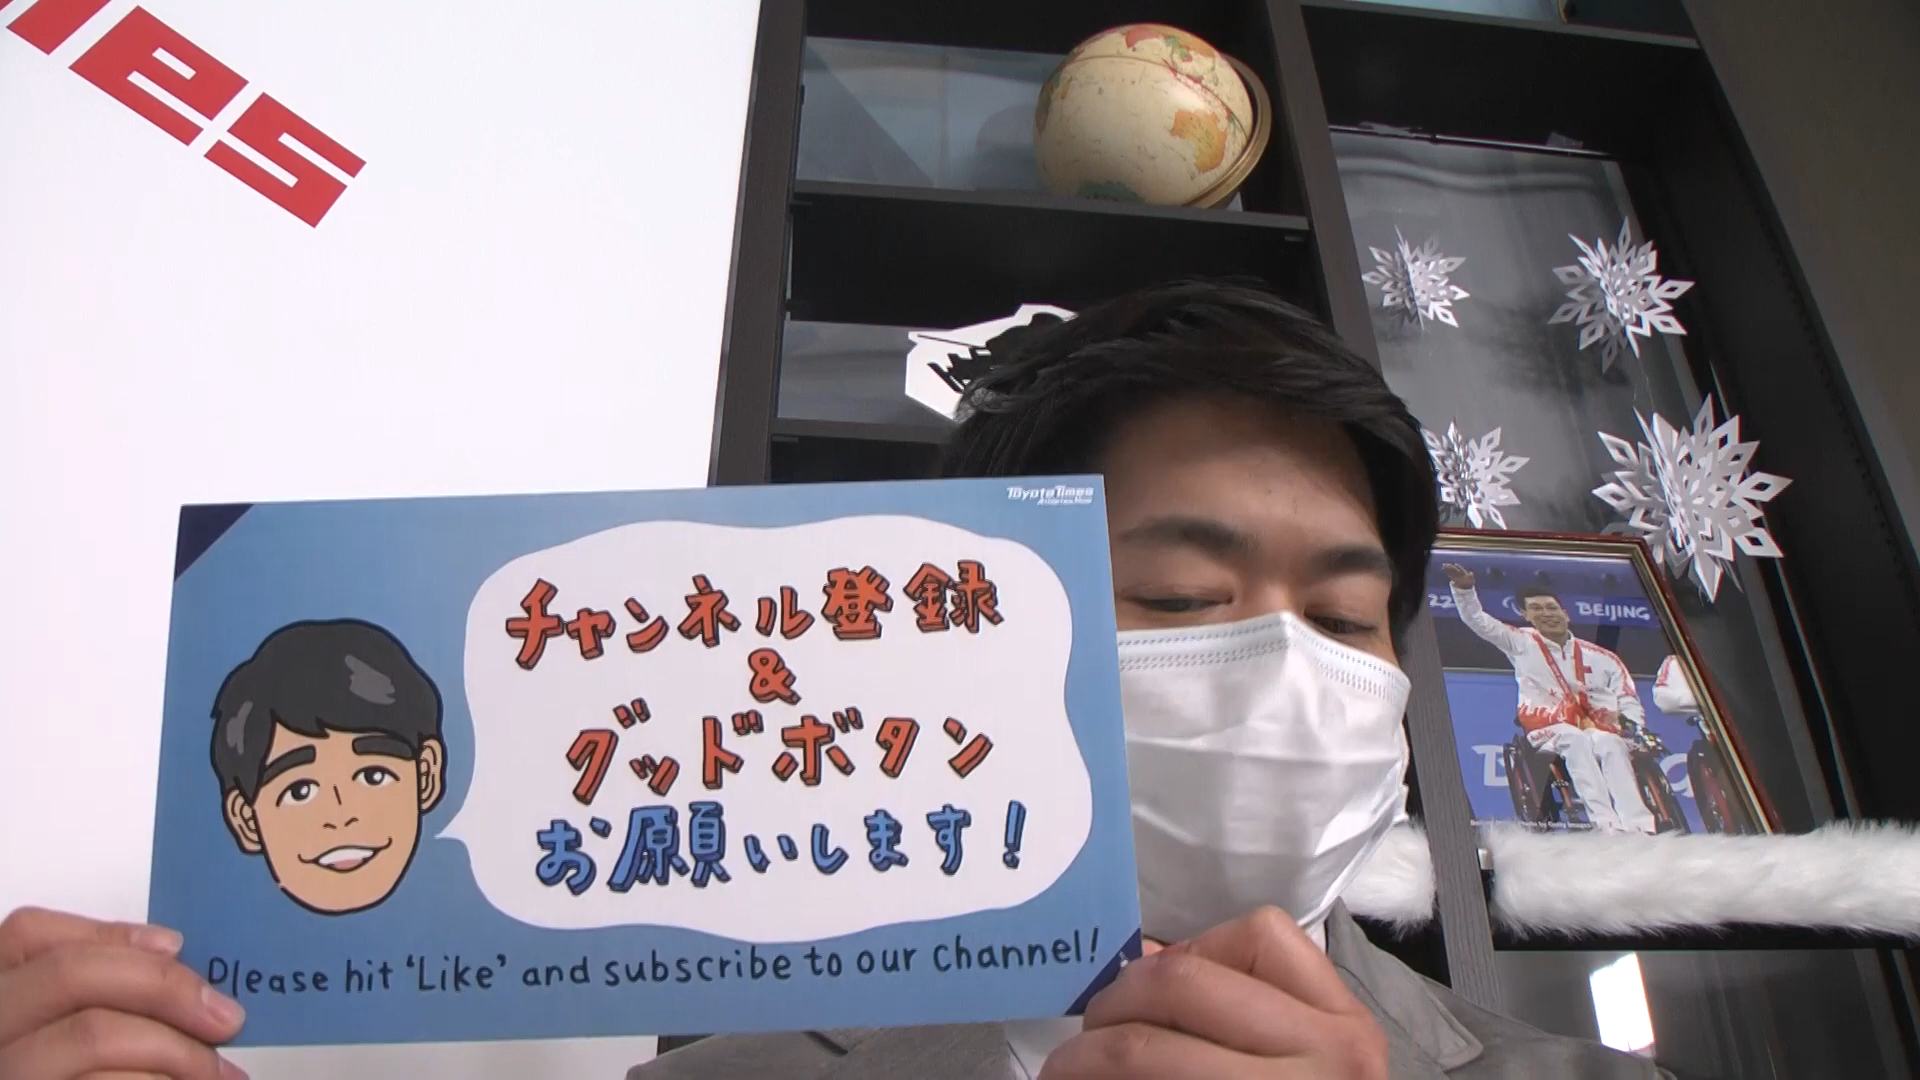 mes
Toyota Times
チャンネル登録
&
グッドボタン
お願いします!
Please hit 'Like' and subscribe to our channel!
22
BEIJING